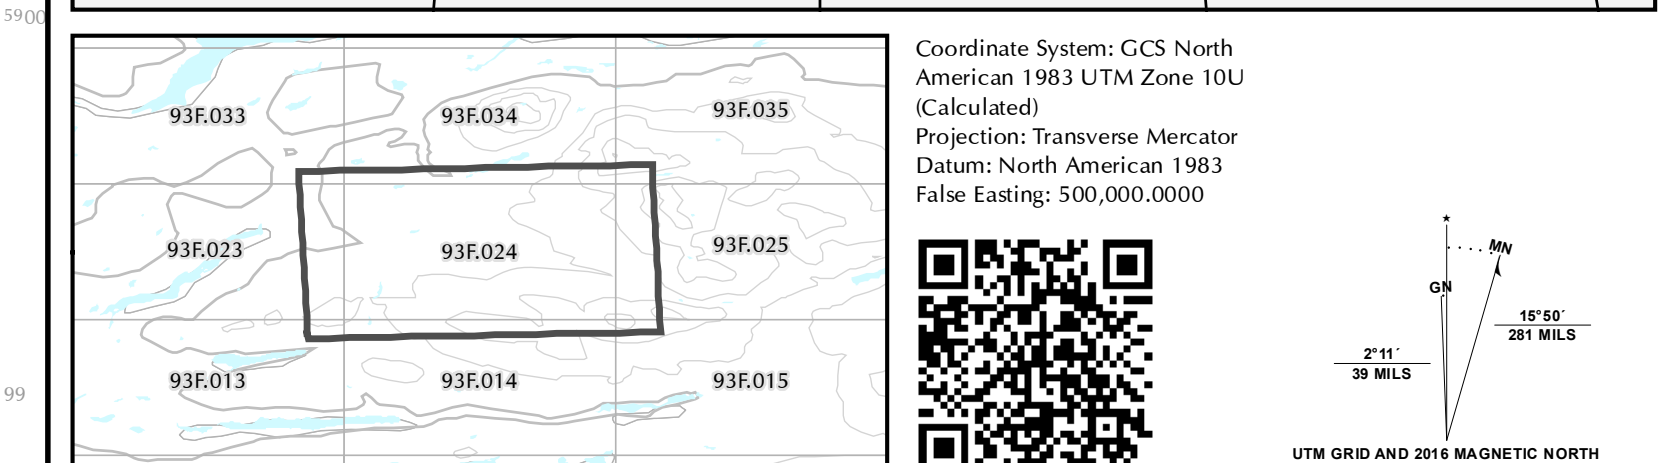 5900
99
93F.033
93F.034
93F.035
93F.023
93F.024
93F.025
93F.013
93F.014
93F.015
Coordinate System: GCS North
American 1983 UTM Zone 10U
(Calculated)
Projection: Transverse Mercator
Datum: North American 1983
False Easting: 500,000.0000
MN
GN
15°50´
281 MILS
2°11´
39 MILS
UTM GRID AND 2016 MAGNETIC NORTH